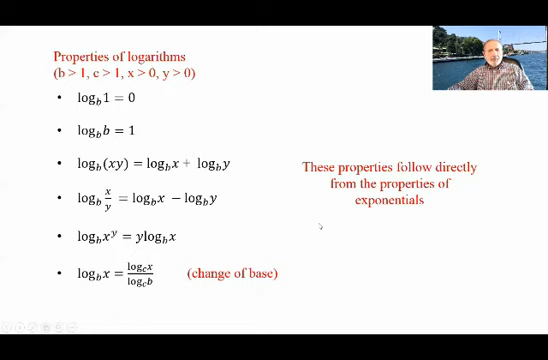 Properties of logarithms
(b > 1, c > 1, x > 0, y > 0)
• log_b 1 = 0
• log_b b = 1
• log_b(xy) = log_b x + log_b y
• log_b x/y = log_b x − log_b y
• log_b x^y = y log_b x
• log_b x = log_c x / log_c b (change of base)
These properties follow directly
from the properties of
exponentials